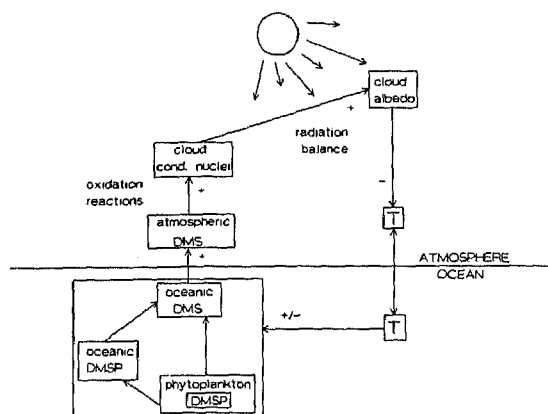 cloud
albedo
+
radiation
balance
cloud
cond. nuclei
oxidation
reactions
+
-
atmospheric
DMS
T
+
ATMOSPHERE
OCEAN
oceanic
DMS
+/-
T
oceanic
DMSP
phytoplankton
DMSP